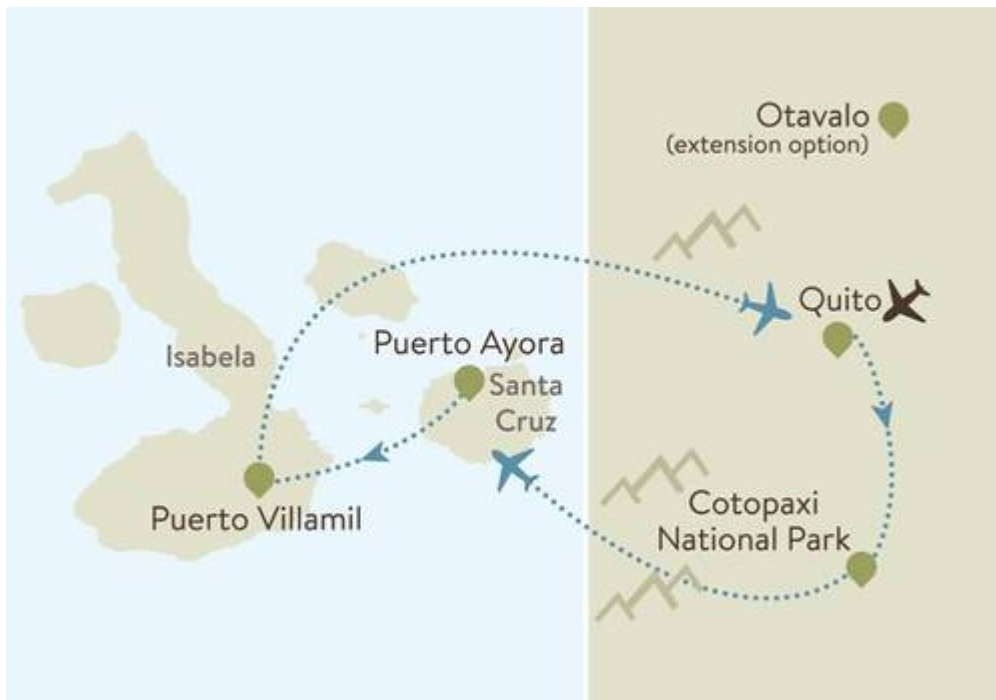 Otavalo
(extension option)
Quito
Puerto Ayora
Isabela
Santa
Cruz
Puerto Villamil
Cotopaxi
National Park